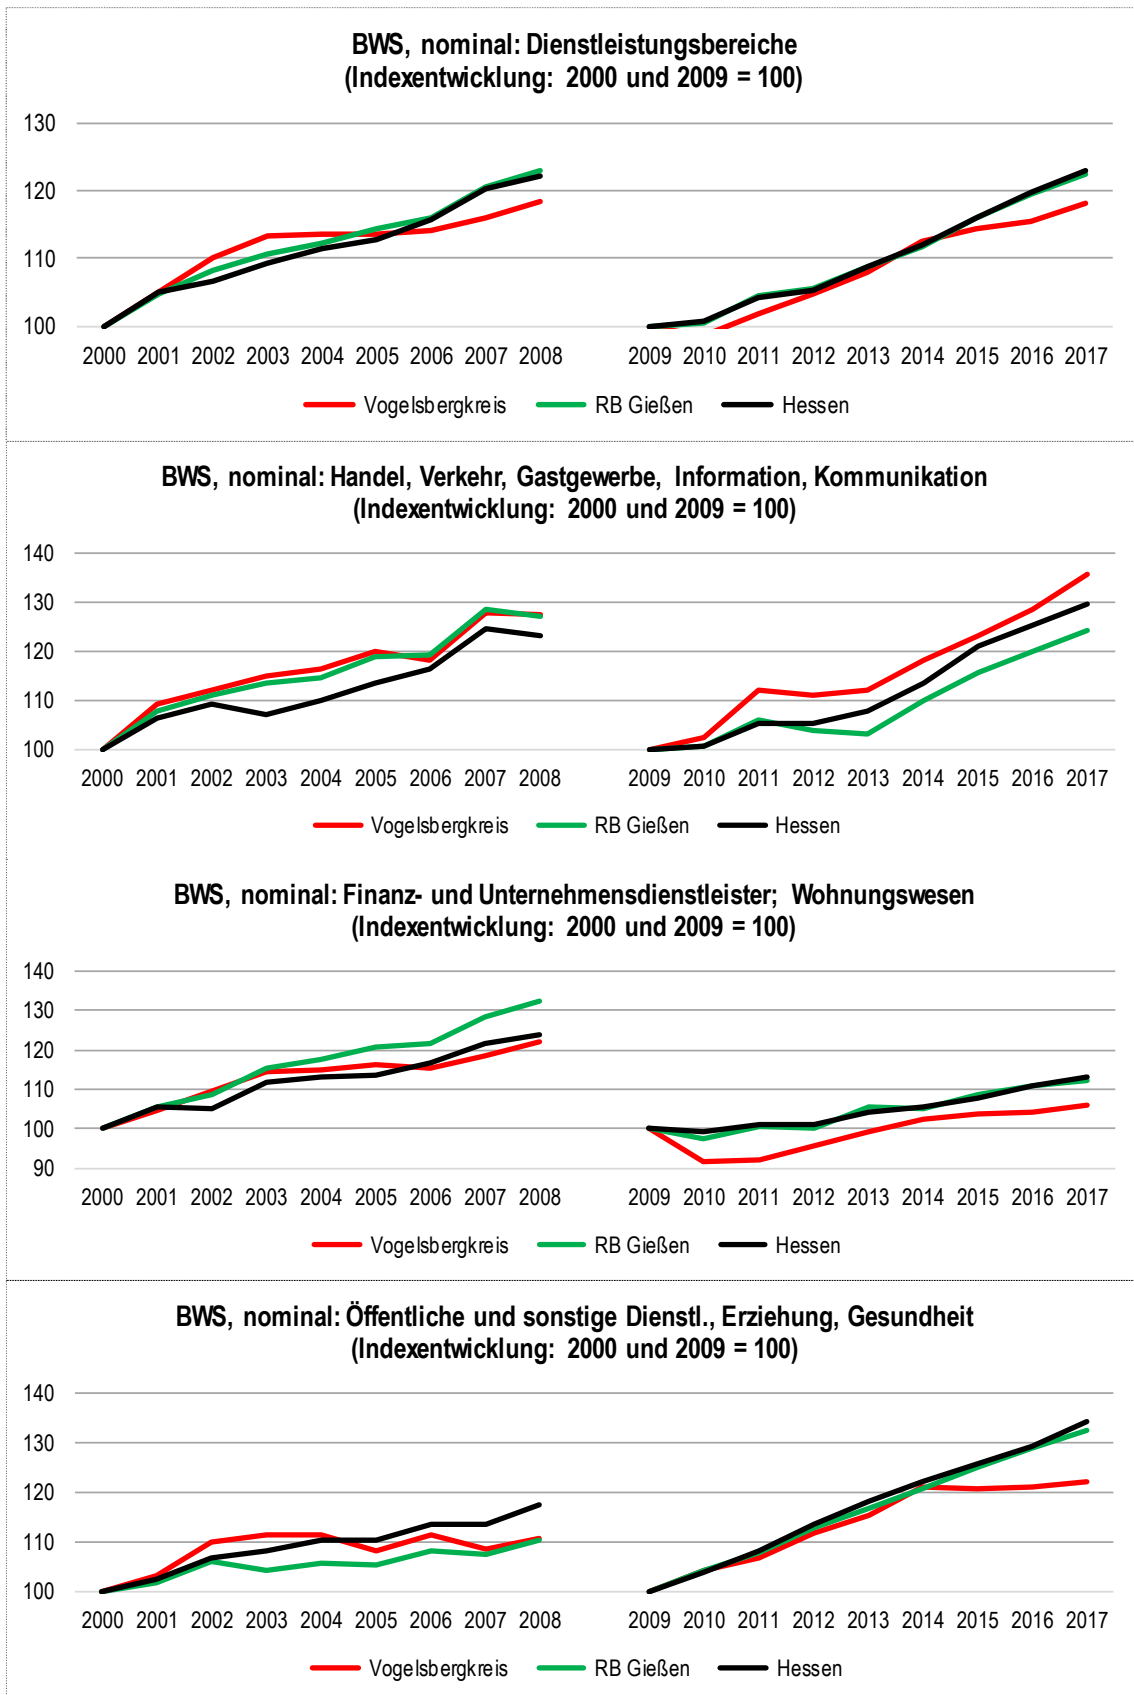 BWS, nominal: Dienstleistungsbereiche
(Indexentwicklung: 2000 und 2009 = 100)
130
120
110
100
2000 2001 2002 2003 2004 2005 2006 2007 2008 2009 2010 2011 2012 2013 2014 2015 2016 2017
Vogelsbergkreis RB Gießen Hessen
BWS, nominal: Handel, Verkehr, Gastgewerbe, Information, Kommunikation
(Indexentwicklung: 2000 und 2009 = 100)
140
130
120
110
100
2000 2001 2002 2003 2004 2005 2006 2007 2008 2009 2010 2011 2012 2013 2014 2015 2016 2017
Vogelsbergkreis RB Gießen Hessen
BWS, nominal: Finanz- und Unternehmensdienstleister; Wohnungswesen
(Indexentwicklung: 2000 und 2009 = 100)
140
130
120
110
100
90
2000 2001 2002 2003 2004 2005 2006 2007 2008 2009 2010 2011 2012 2013 2014 2015 2016 2017
Vogelsbergkreis RB Gießen Hessen
BWS, nominal: Öffentliche und sonstige Dienstl., Erziehung, Gesundheit
(Indexentwicklung: 2000 und 2009 = 100)
140
130
120
110
100
2000 2001 2002 2003 2004 2005 2006 2007 2008 2009 2010 2011 2012 2013 2014 2015 2016 2017
Vogelsbergkreis RB Gießen Hessen